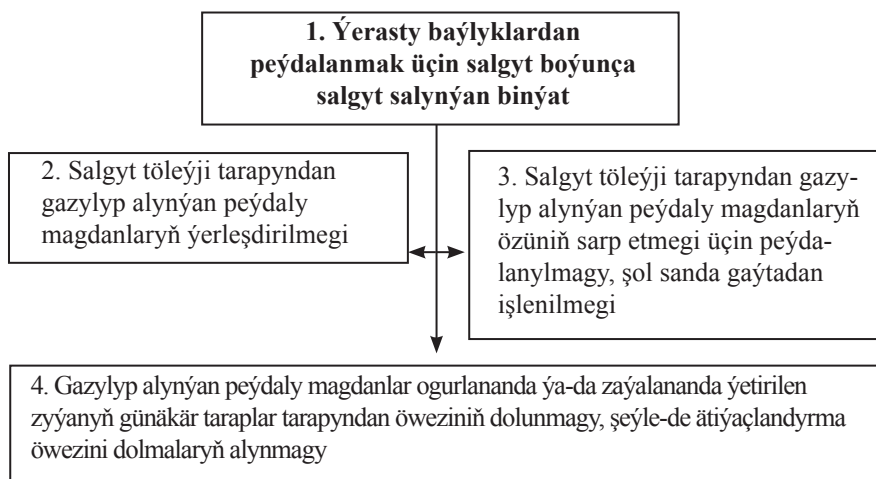 1. Ýerasty baýlyklardan
peýdalanmak üçin salgyt boýunça
salgyt salynýan binýat
2. Salgyt töleýji tarapyndan
gazylyp alynýan peýdaly
magdanlaryň ýerleşdirilmegi
3. Salgyt töleýji tarapyndan gazy-
lyp alynýan peýdaly magdanlaryň
özüniň sarp etmegi üçin peýda-
lanylmagy, şol sanda gaýtadan
işlenilmegi
4. Gazylyp alynýan peýdaly magdanlar ogurlananda ýa-da zaýalananda ýetirilen
zyýanyň günäkär taraplar tarapyndan öweziniň dolunmagy, şeýle-de ätiýaçlandyrma
öwezini dolmalaryň alynmagy